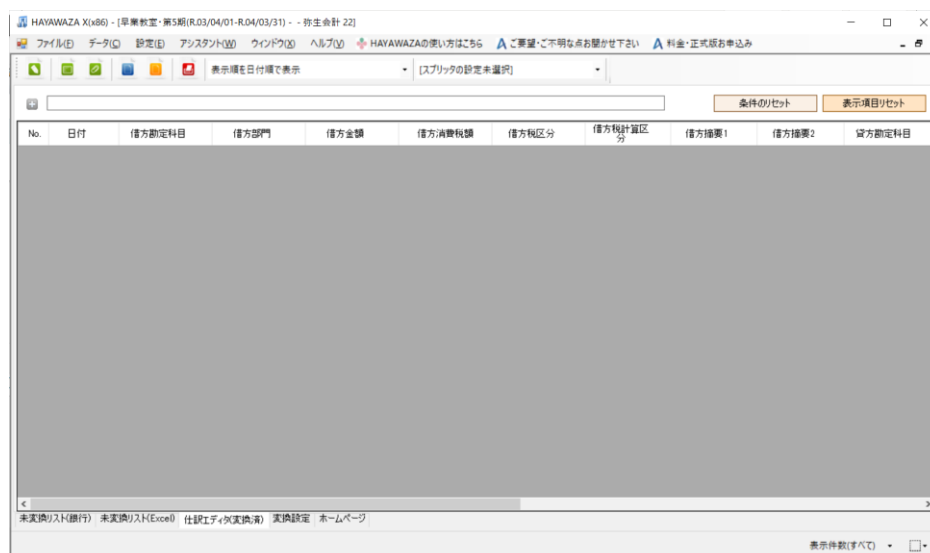 HAYAWAZA X(x86) - [早業教室・第5期(R.03/04/01-R.04/03/31) - - 弥生会計 22]
ファイル(F) データ(C) 設定(E) アシスタント(W) ウィンドウ(X) ヘルプ(V) HAYAWAZAの使い方はこちら ご要望・ご不明な点お聞かせ下さい 料金・正式版お申込み
表示順を日付順で表示 [スプリッタの設定未選択]
条件のリセット 表示項目リセット
No. 日付 借方勘定科目 借方部門 借方金額 借方消費税額 借方税区分 借方税計算区分 借方摘要1 借方摘要2 貸方勘定科目
未変換リスト(銀行) 未変換リスト(Excel) 仕訳エディタ(変換済) 変換設定 ホームページ
表示件数(すべて)